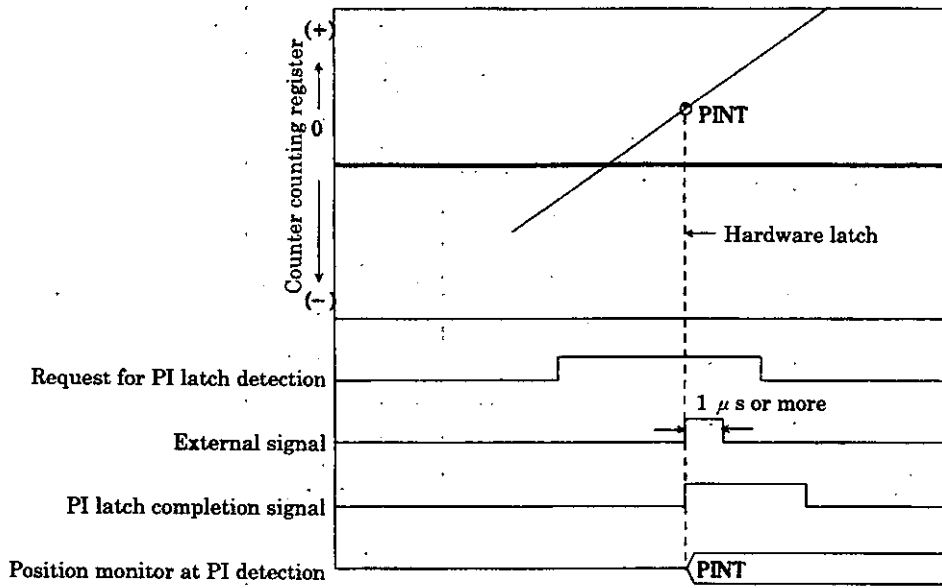 (+)
Counter counting register
0
(−)
PINT
Hardware latch
Request for PI latch detection
1 μ s or more
External signal
PI latch completion signal
Position monitor at PI detection
PINT